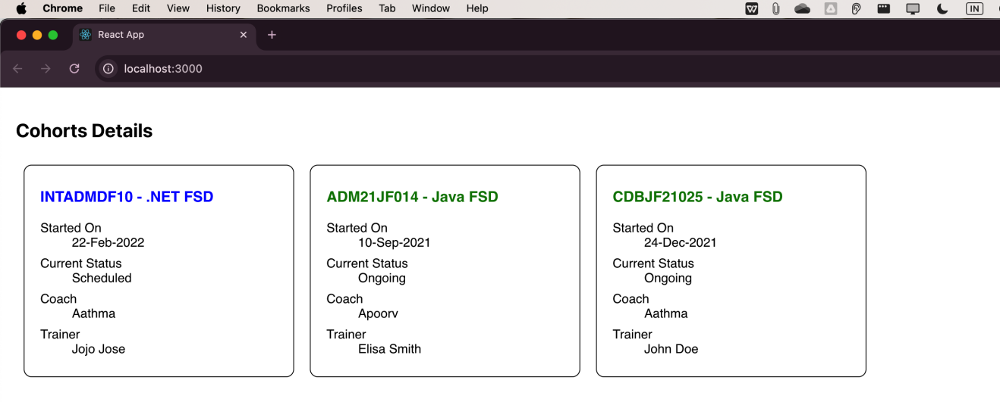 Chrome File Edit View History Bookmarks Profiles Tab Window Help IN
React App
localhost:3000
Cohorts Details
INTADMDF10 - .NET FSD
Started On
22-Feb-2022
Current Status
Scheduled
Coach
Aathma
Trainer
Jojo Jose
ADM21JF014 - Java FSD
Started On
10-Sep-2021
Current Status
Ongoing
Coach
Apoorv
Trainer
Elisa Smith
CDBJF21025 - Java FSD
Started On
24-Dec-2021
Current Status
Ongoing
Coach
Aathma
Trainer
John Doe